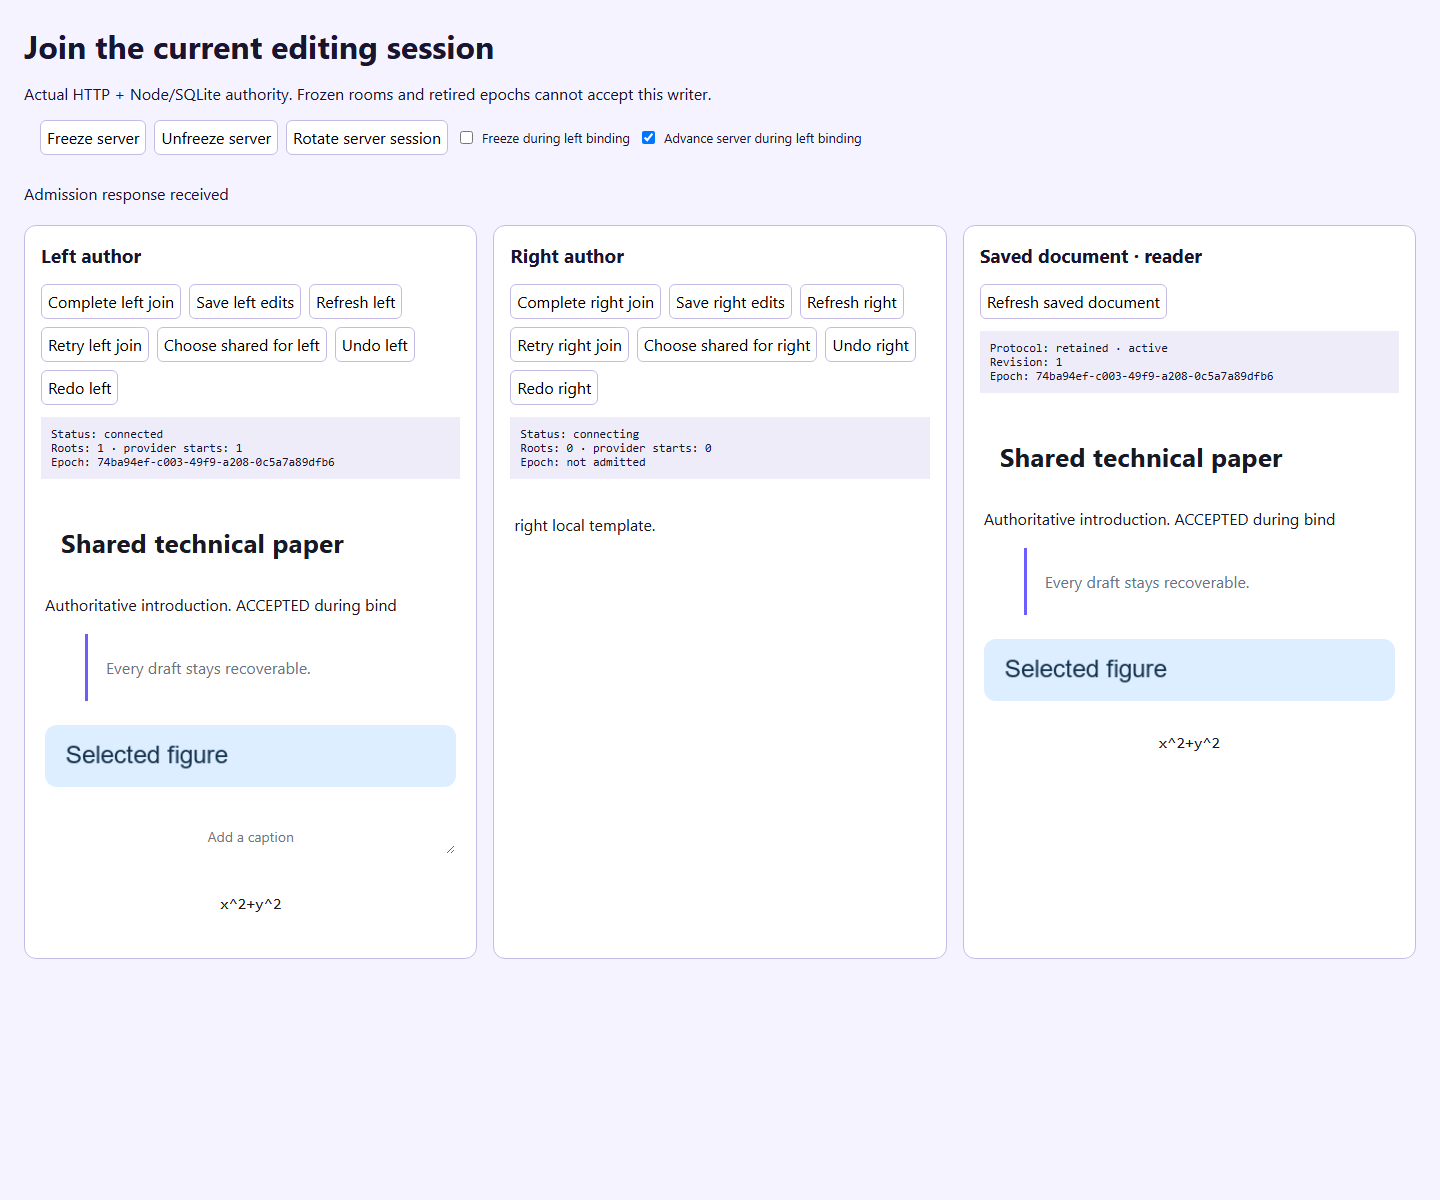 Join the current editing session
Actual HTTP + Node/SQLite authority. Frozen rooms and retired epochs cannot accept this writer.
Freeze server
Unfreeze server
Rotate server session
Freeze during left binding
Advance server during left binding
Admission response received
Left author
Complete left join
Save left edits
Refresh left
Retry left join
Choose shared for left
Undo left
Redo left
Status: connected
Roots: 1 · provider starts: 1
Epoch: 74ba94ef-c003-49f9-a208-0c5a7a89dfb6
Shared technical paper
Authoritative introduction. ACCEPTED during bind
Every draft stays recoverable.
Selected figure
Add a caption
x^2+y^2
Right author
Complete right join
Save right edits
Refresh right
Retry right join
Choose shared for right
Undo right
Redo right
Status: connecting
Roots: 0 · provider starts: 0
Epoch: not admitted
right local template.
Saved document · reader
Refresh saved document
Protocol: retained · active
Revision: 1
Epoch: 74ba94ef-c003-49f9-a208-0c5a7a89dfb6
Shared technical paper
Authoritative introduction. ACCEPTED during bind
Every draft stays recoverable.
Selected figure
x^2+y^2